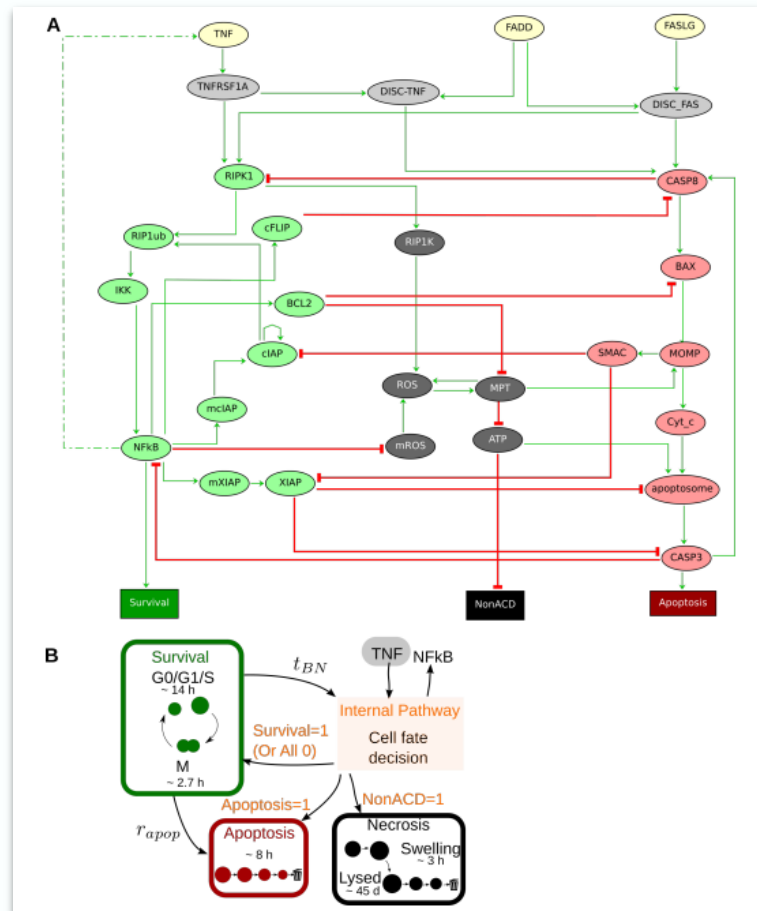 A
TNF
FADD
FASLG
TNFRSF1A
DISC-TNF
DISC_FAS
RIPK1
CASP8
cFLIP
RIP1ub
RIP1K
BAX
IKK
BCL2
cIAP
SMAC
MOMP
ROS
MPT
mcIAP
Cyt_c
NFkB
mROS
ATP
mXIAP
XIAP
apoptosome
CASP3
Survival
NonACD
Apoptosis
B
Survival
G0/G1/S
~ 14 h
M
~ 2.7 h
tBN
TNF
NFkB
Internal Pathway
Cell fate
decision
Survival=1
(Or All 0)
Apoptosis=1
NonACD=1
rapop
Apoptosis
~ 8 h
Necrosis
Swelling
~ 3 h
Lysed
~ 45 d